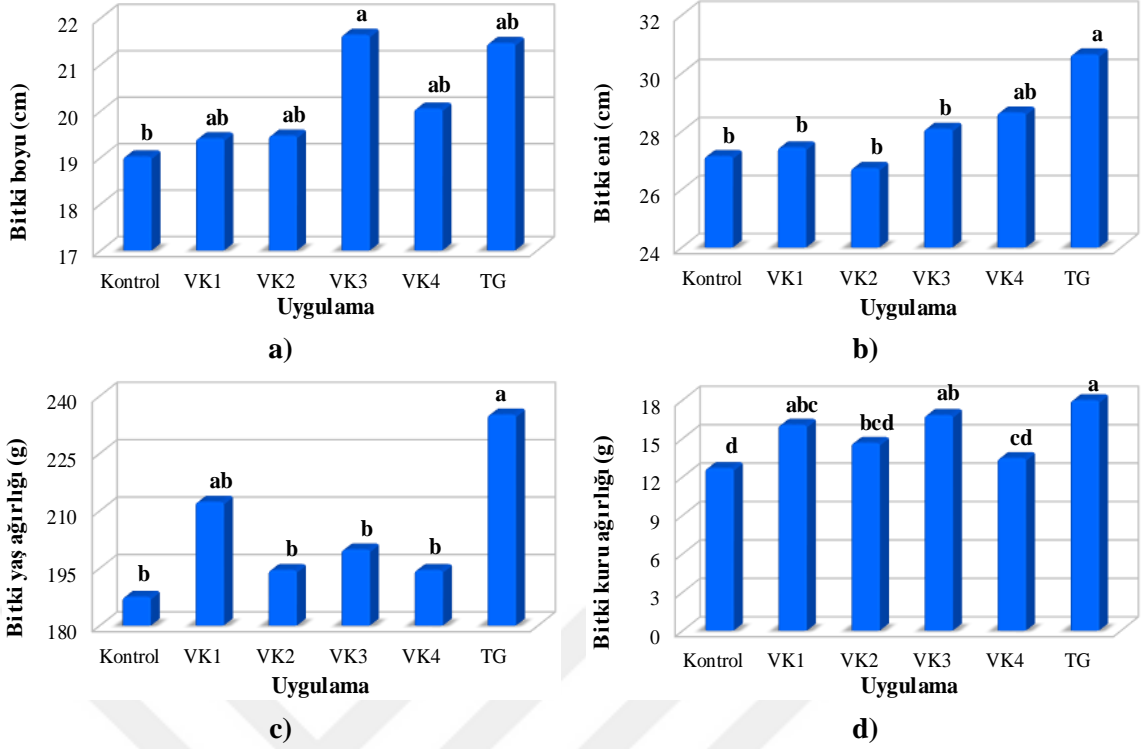 Bitki boyu (cm)
22
21
20
19
18
17
b
ab
ab
a
ab
ab
Kontrol VK1 VK2 VK3 VK4 TG
Uygulama
a)
Bitki eni (cm)
32
30
28
26
24
b
b
b
b
ab
a
Kontrol VK1 VK2 VK3 VK4 TG
Uygulama
b)
Bitki yaş ağırlığı (g)
240
225
210
195
180
b
ab
b
b
b
a
Kontrol VK1 VK2 VK3 VK4 TG
Uygulama
c)
Bitki kuru ağırlığı (g)
18
15
12
9
6
3
0
d
abc
bcd
ab
cd
a
Kontrol VK1 VK2 VK3 VK4 TG
Uygulama
d)